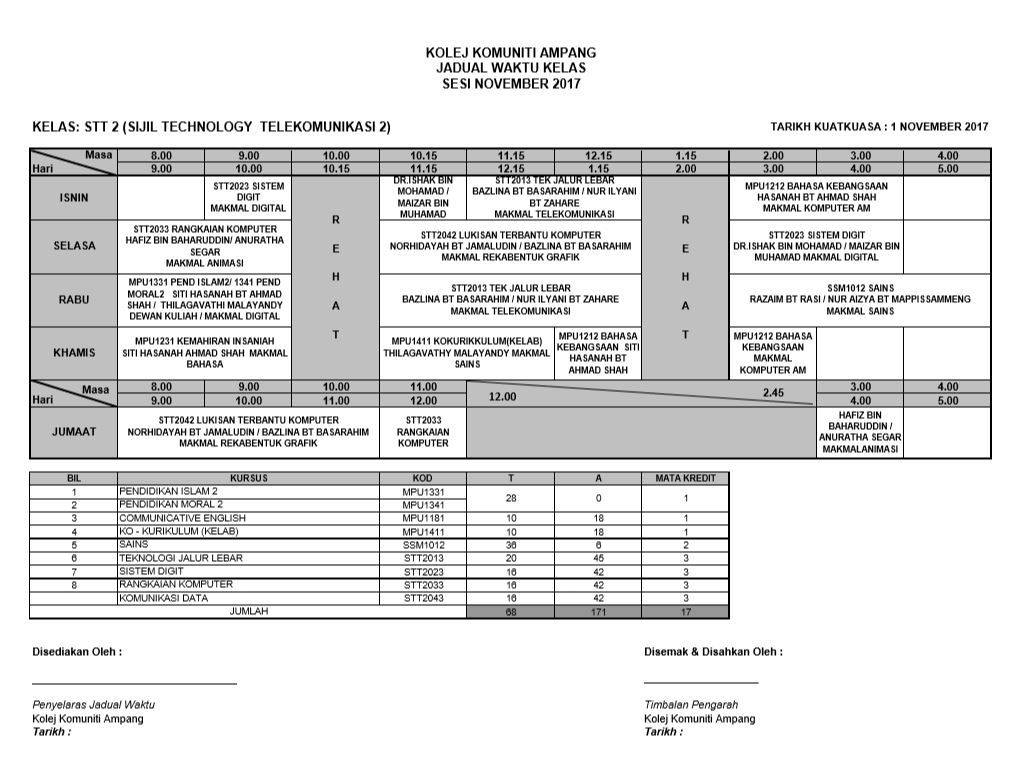 KOLEJ KOMUNITI AMPANG
JADUAL WAKTU KELAS
SESI NOVEMBER 2017
KELAS: STT 2 (SIJIL TECHNOLOGY TELEKOMUNIKASI 2)
TARIKH KUATKUASA : 1 NOVEMBER 2017
Masa 8.00 9.00 10.00 10.15 11.15 12.15 1.15 2.00 3.00 4.00
Hari 9.00 10.00 10.15 11.15 12.15 1.15 2.00 3.00 4.00 5.00
ISNIN
STT2023 SISTEM
DIGIT
MAKMAL DIGITAL
DR.ISHAK BIN
MOHAMAD /
MAIZAR BIN
MUHAMAD
STT2013 TEK JALUR LEBAR
BAZLINA BT BASARAHIM / NUR ILYANI
BT ZAHARE
MAKMAL TELEKOMUNIKASI
MPU1212 BAHASA KEBANGSAAN
HASANAH BT AHMAD SHAH
MAKMAL KOMPUTER AM
R
E
H
A
T
R
E
H
A
T
SELASA
STT2033 RANGKAIAN KOMPUTER
HAFIZ BIN BAHARUDDIN/ ANURATHA
SEGAR
MAKMAL ANIMASI
STT2042 LUKISAN TERBANTU KOMPUTER
NORHIDAYAH BT JAMALUDIN / BAZLINA BT BASARAHIM
MAKMAL REKABENTUK GRAFIK
STT2023 SISTEM DIGIT
DR.ISHAK BIN MOHAMAD / MAIZAR BIN
MUHAMAD MAKMAL DIGITAL
RABU
MPU1331 PEND ISLAM2/ 1341 PEND
MORAL2 SITI HASANAH BT AHMAD
SHAH / THILAGAVATHI MALAYANDY
DEWAN KULIAH / MAKMAL DIGITAL
STT2013 TEK JALUR LEBAR
BAZLINA BT BASARAHIM / NUR ILYANI BT ZAHARE
MAKMAL TELEKOMUNIKASI
SSM1012 SAINS
RAZAIM BT RASI / NUR AIZYA BT MAPPISSAMMENG
MAKMAL SAINS
KHAMIS
MPU1231 KEMAHIRAN INSANIAH
SITI HASANAH AHMAD SHAH MAKMAL
BAHASA
MPU1411 KOKURIKKULUM(KELAB)
THILAGAVATHY MALAYANDY MAKMAL
SAINS
MPU1212 BAHASA
KEBANGSAAN SITI
HASANAH BT
AHMAD SHAH
MPU1212 BAHASA
KEBANGSAAN
MAKMAL
KOMPUTER AM
Masa 8.00 9.00 10.00 11.00 3.00 4.00
Hari 9.00 10.00 11.00 12.00 12.00 2.45 4.00 5.00
JUMAAT
STT2042 LUKISAN TERBANTU KOMPUTER
NORHIDAYAH BT JAMALUDIN / BAZLINA BT BASARAHIM
MAKMAL REKABENTUK GRAFIK
STT2033
RANGKAIAN
KOMPUTER
HAFIZ BIN
BAHARUDDIN /
ANURATHA SEGAR
MAKMALANIMASI
BIL KURSUS KOD T A MATA KREDIT
1 PENDIDIKAN ISLAM 2 MPU1331 28 0 1
2 PENDIDIKAN MORAL 2 MPU1341
3 COMMUNICATIVE ENGLISH MPU1181 10 18 1
4 KO - KURIKULUM (KELAB) MPU1411 10 18 1
5 SAINS SSM1012 36 6 2
6 TEKNOLOGI JALUR LEBAR STT2013 20 45 3
7 SISTEM DIGIT STT2023 16 42 3
8 RANGKAIAN KOMPUTER STT2033 16 42 3
KOMUNIKASI DATA STT2043 16 42 3
JUMLAH 68 171 17
Disediakan Oleh :
Disemak & Disahkan Oleh :
Penyelaras Jadual Waktu
Kolej Komuniti Ampang
Tarikh :
Timbalan Pengarah
Kolej Komuniti Ampang
Tarikh :